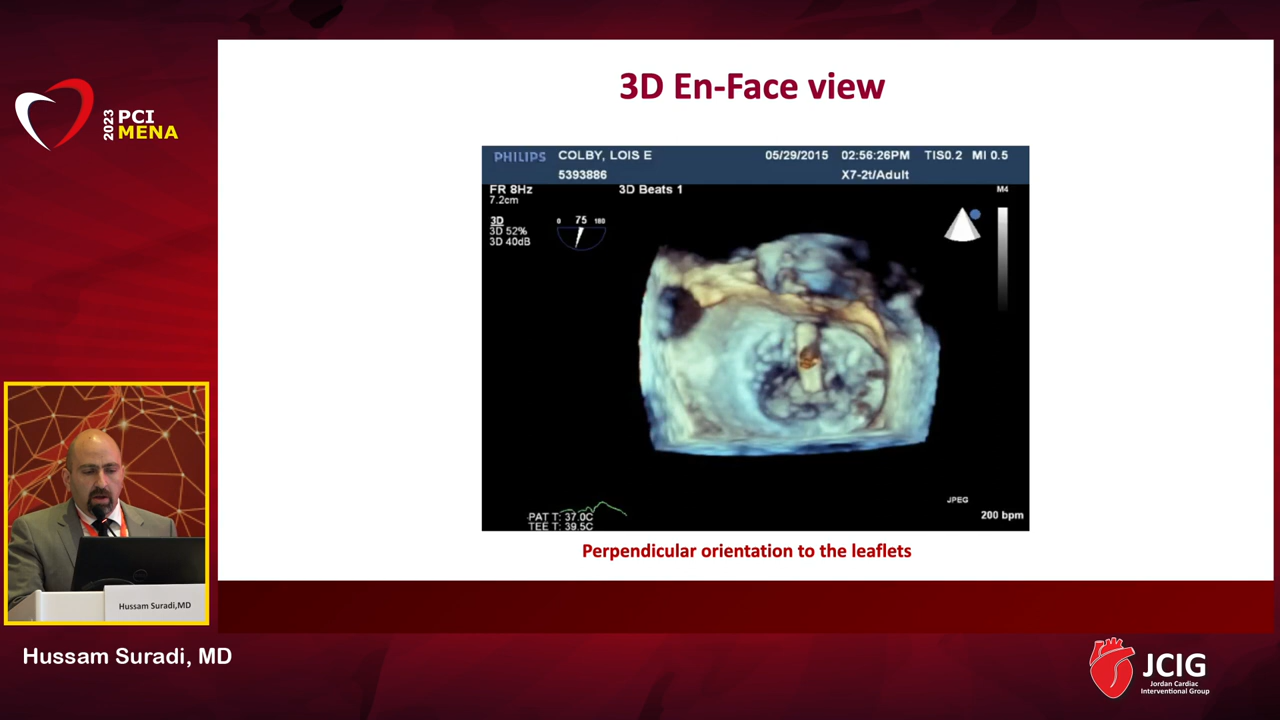 2023 PCI
MENA
3D En-Face view
PHILIPS COLBY, LOIS E 05/29/2015 02:56:26PM TIS0.2 MI 0.5
5393886 X7-2t/Adult
FR 8Hz 3D Beats 1 M4
7.2cm
0 75 180
3D
3D 52%
3D 40dB
JPEG
PAT T: 37.0C 200 bpm
TEE T: 39.5C
Perpendicular orientation to the leaflets
Hussam Suradi,MD
Hussam Suradi, MD
JCIG
Jordan Cardiac
Interventional Group